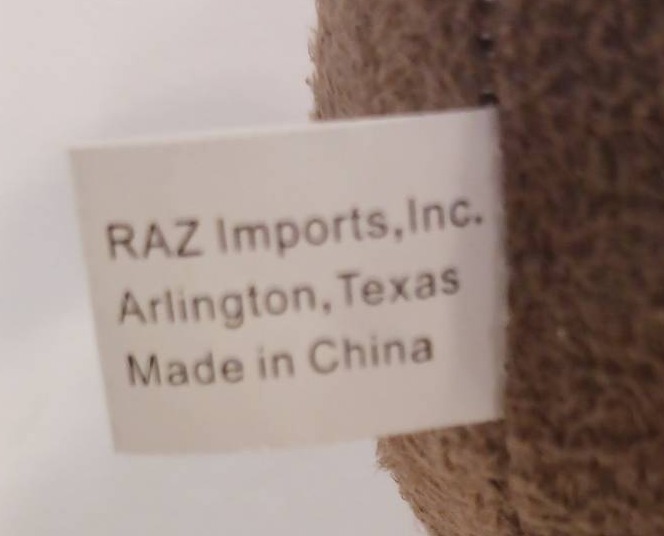 RAZ Imports,Inc.
Arlington,Texas
Made in China